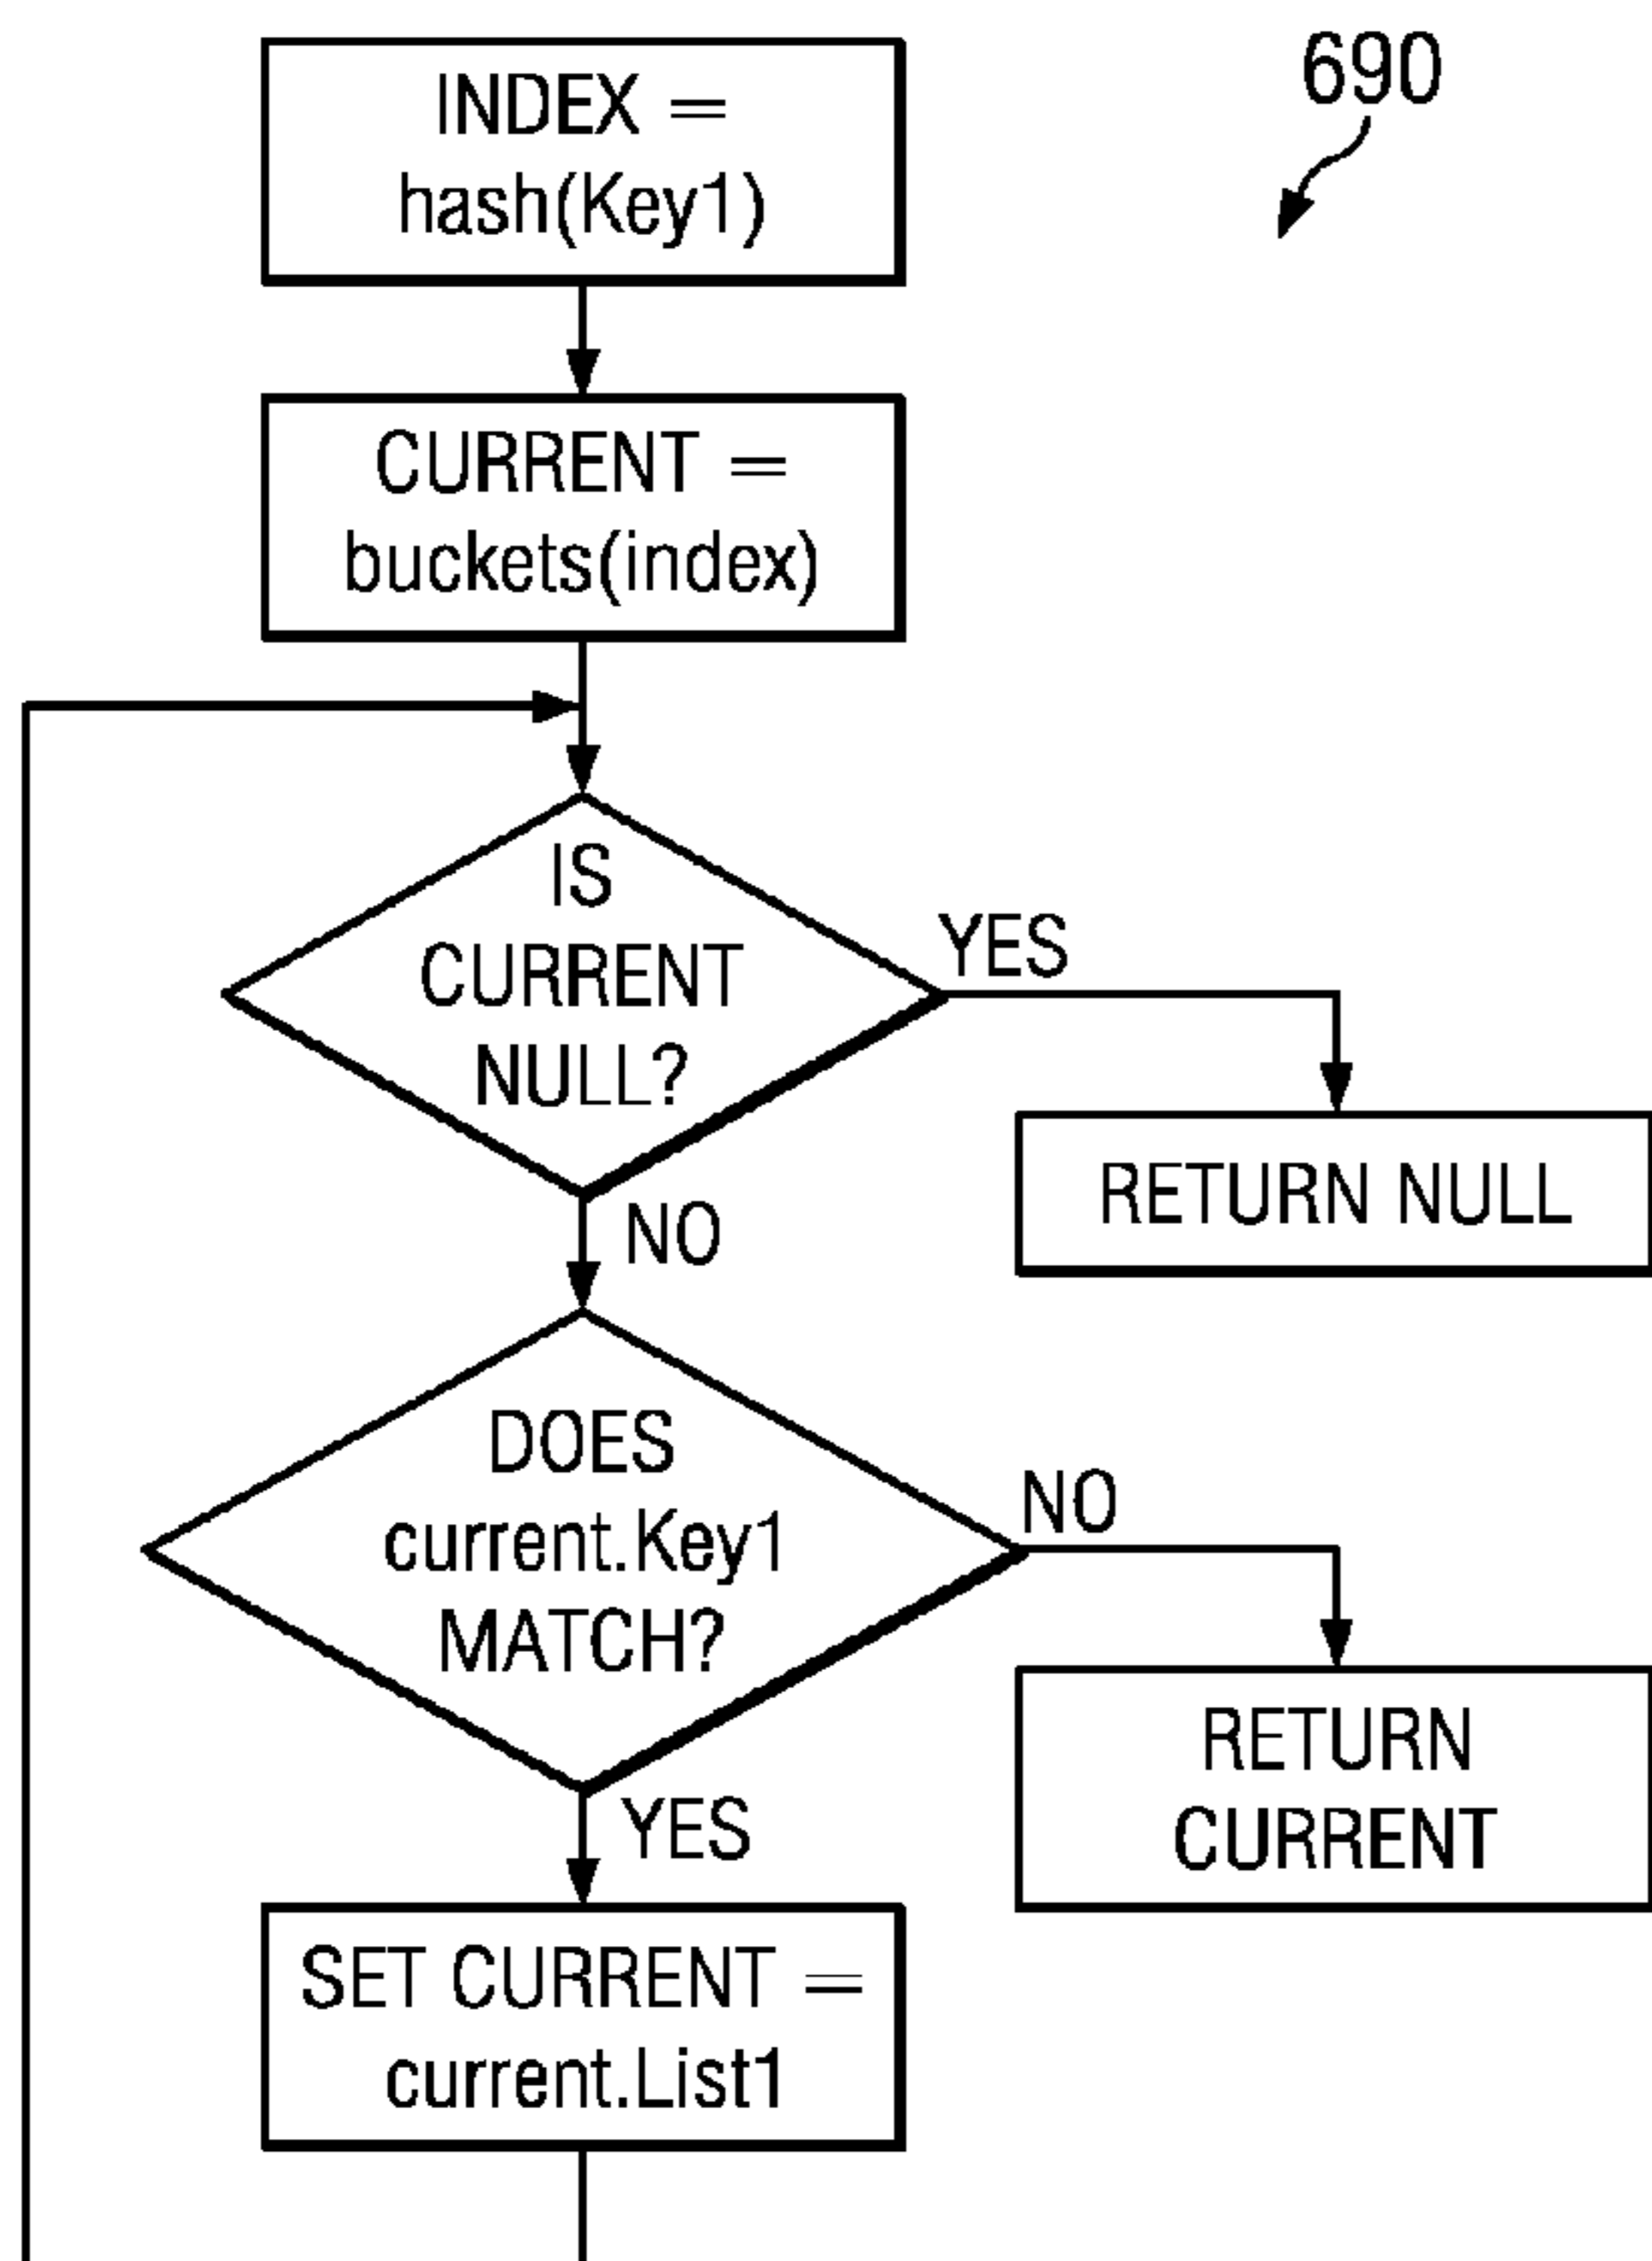 690
INDEX =
hash(Key1)
CURRENT =
buckets(index)
IS
CURRENT
NULL?
YES
RETURN NULL
NO
DOES
current.Key1
MATCH?
NO
RETURN
CURRENT
YES
SET CURRENT =
current.List1